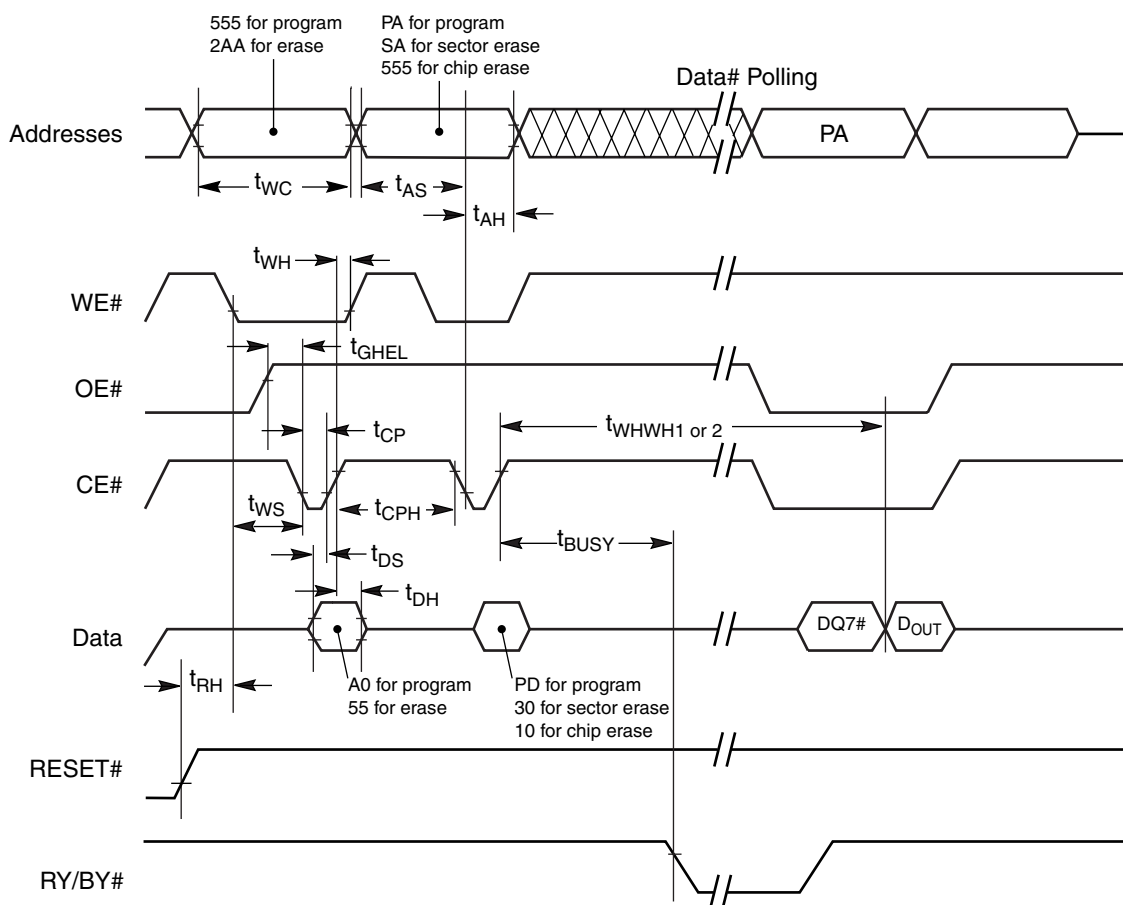 555 for program
2AA for erase
PA for program
SA for sector erase
555 for chip erase
Data# Polling
Addresses
PA
tWC
tAS
tAH
tWH
WE#
tGHEL
OE#
tWHWH1 or 2
tCP
CE#
tWS
tCPH
tBUSY
tDS
tDH
Data
DQ7#
DOUT
tRH
A0 for program
55 for erase
PD for program
30 for sector erase
10 for chip erase
RESET#
RY/BY#